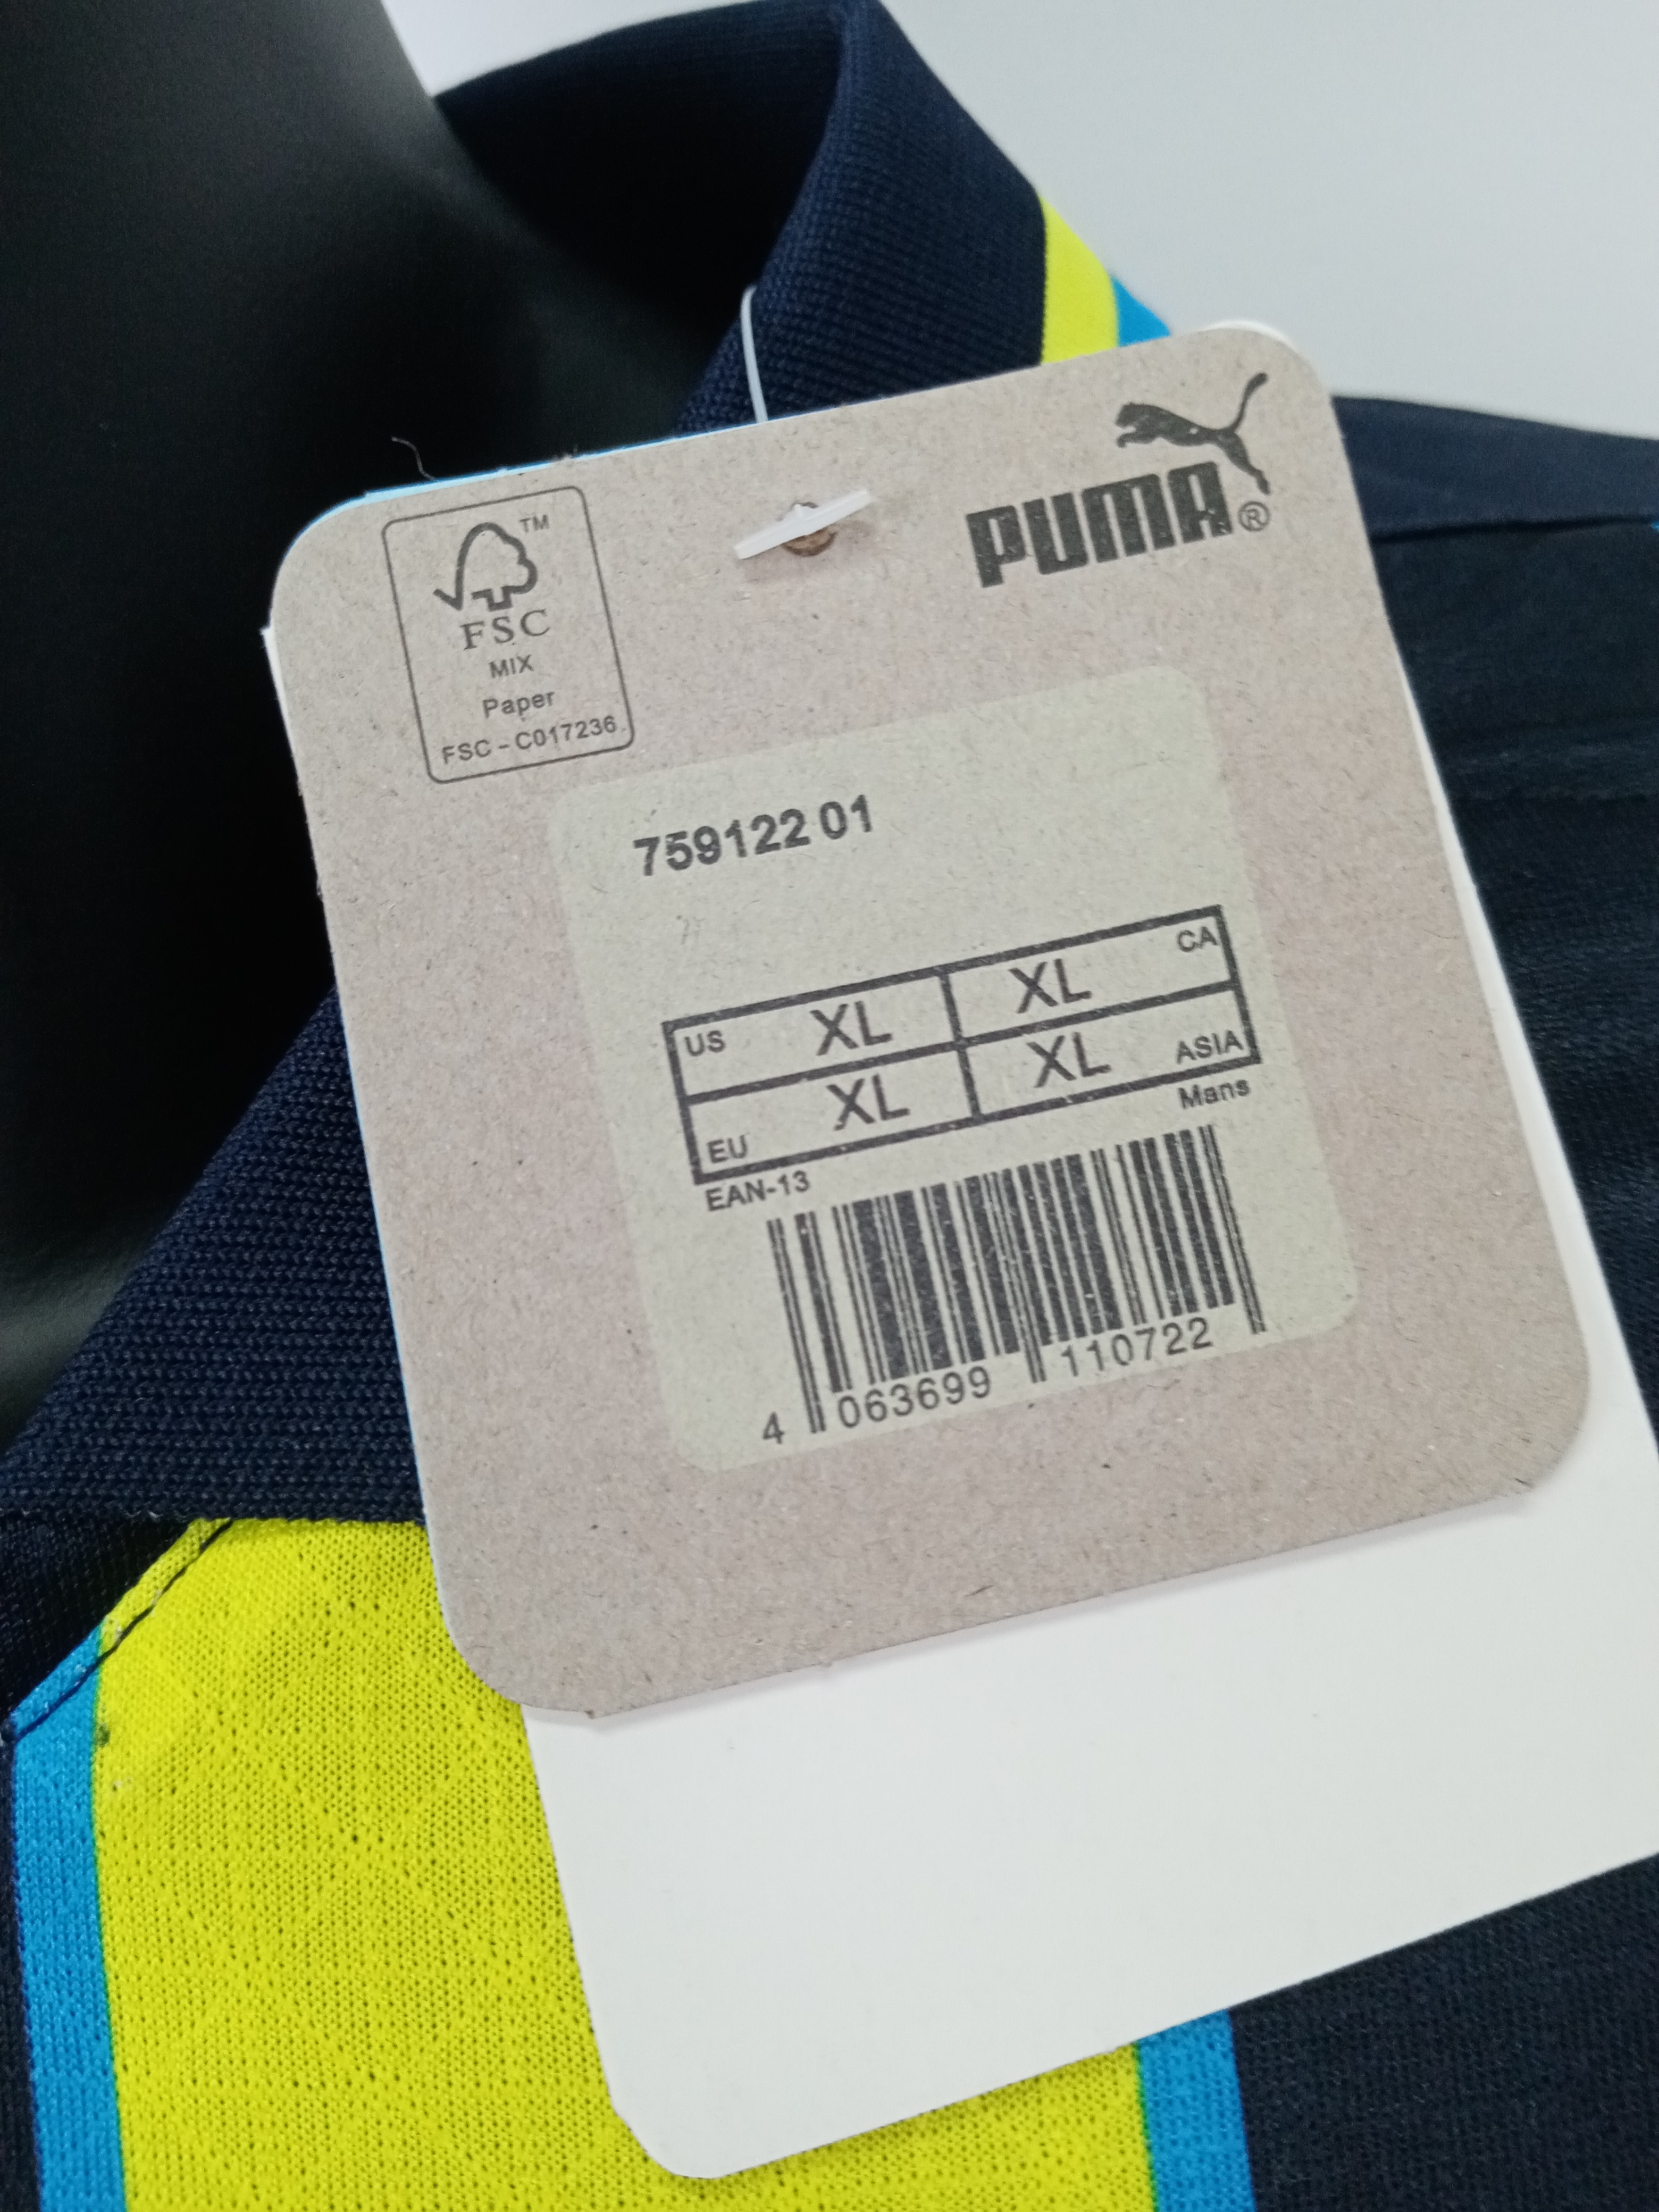 PUMA®
™
FSC
MIX
Paper
FSC - C017236
759122 01
US XL XL CA
EU XL XL ASIA
Mans
EAN-13
4 063699 110722